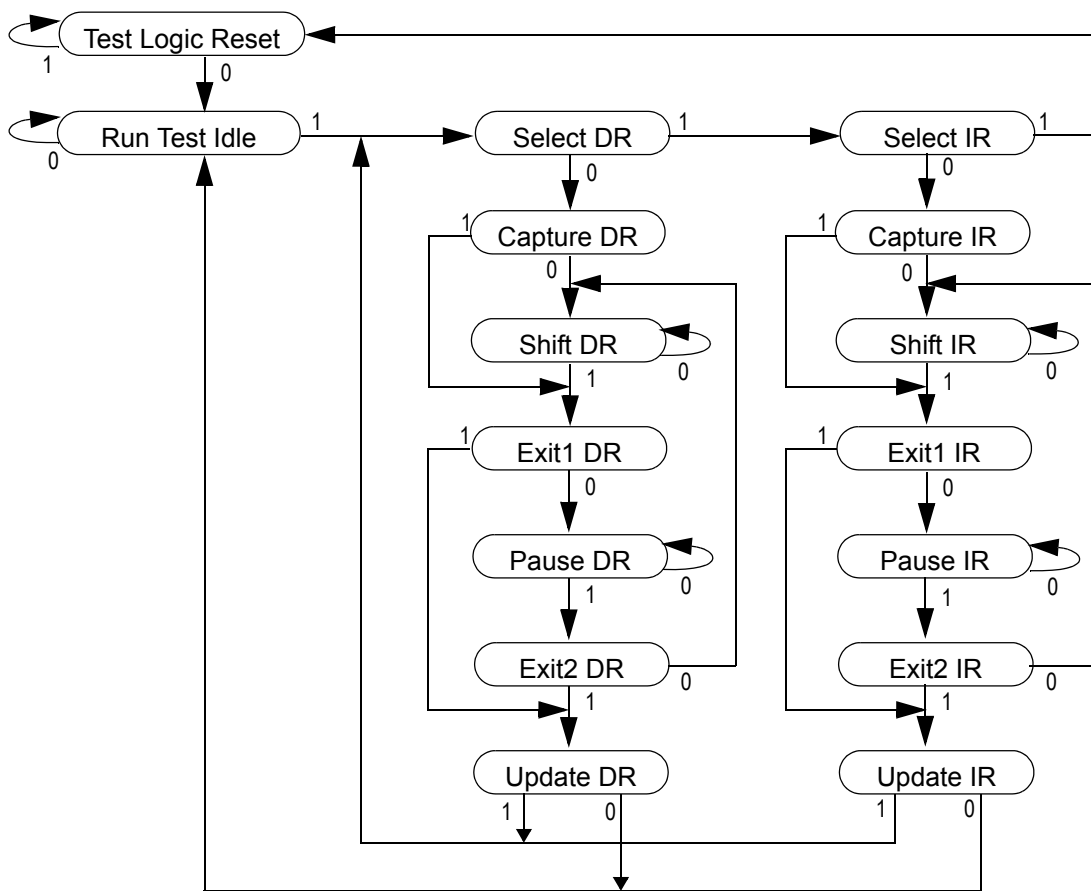 Test Logic Reset
1
0
Run Test Idle
0
1
Select DR
1
0
Select IR
1
0
Capture DR
1
0
Capture IR
1
0
Shift DR
0
1
Shift IR
0
1
Exit1 DR
1
0
Exit1 IR
1
0
Pause DR
0
1
Pause IR
0
1
Exit2 DR
0
1
Exit2 IR
0
1
Update DR
1
0
Update IR
1
0